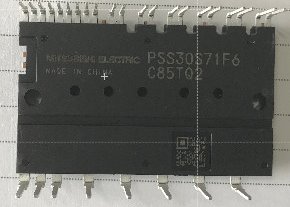 MITSUBISHI ELECTRIC PSS30S71F6
MADE IN CHINA C85T02